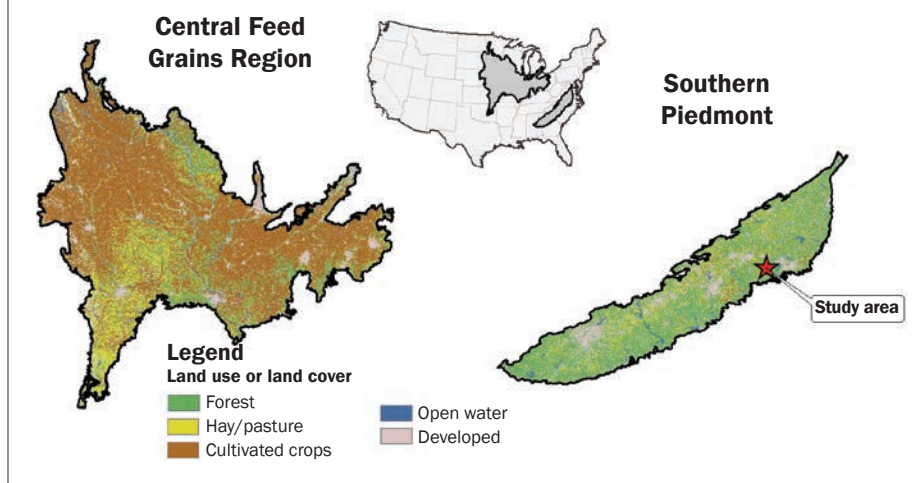 Central Feed
Grains Region
Southern
Piedmont
Study area
Legend
Land use or land cover
Forest
Hay/pasture
Cultivated crops
Open water
Developed